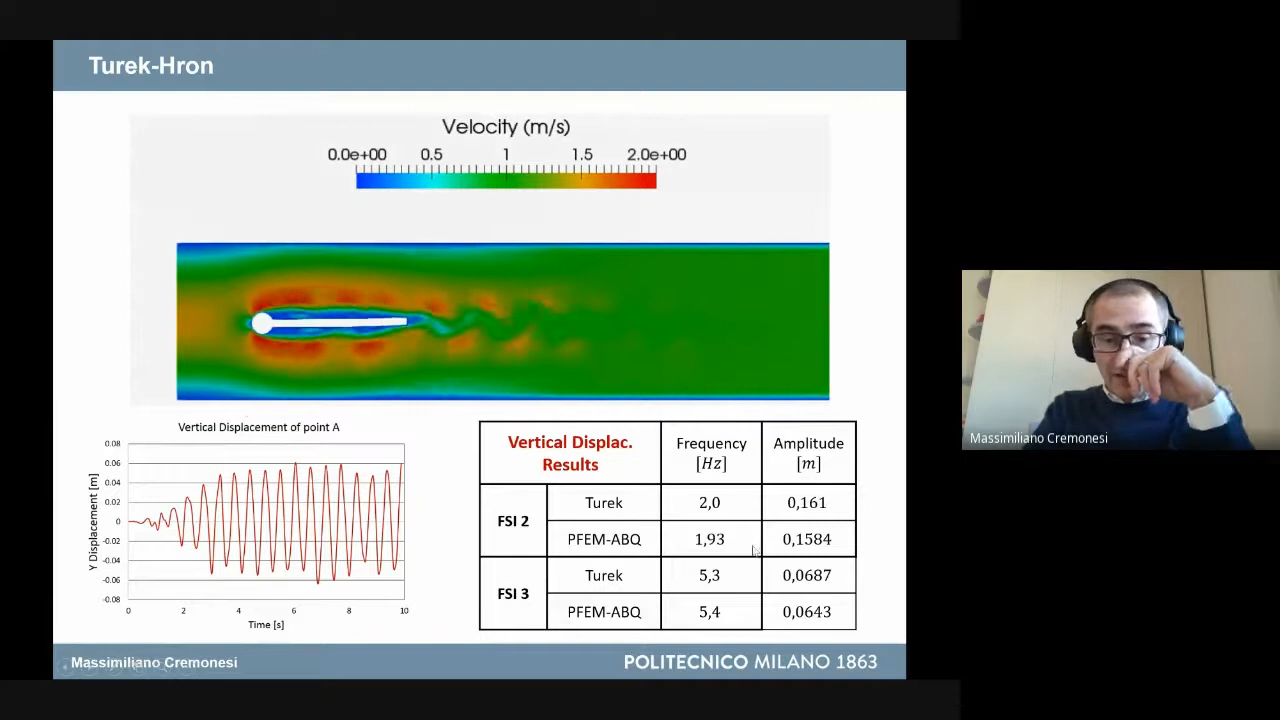 Turek-Hron
Velocity (m/s)
0.0e+00 0.5 1 1.5 2.0e+00
Vertical Displacement of point A
Y Displacement [m]
0.08
0.06
0.04
0.02
0
-0.02
-0.04
-0.06
-0.08
0 2 4 6 8 10
Time [s]
Vertical Displac. Results Frequency [Hz] Amplitude [m]
FSI 2 Turek 2,0 0,161
PFEM-ABQ 1,93 0,1584
FSI 3 Turek 5,3 0,0687
PFEM-ABQ 5,4 0,0643
Massimiliano Cremonesi
POLITECNICO MILANO 1863
Massimiliano Cremonesi